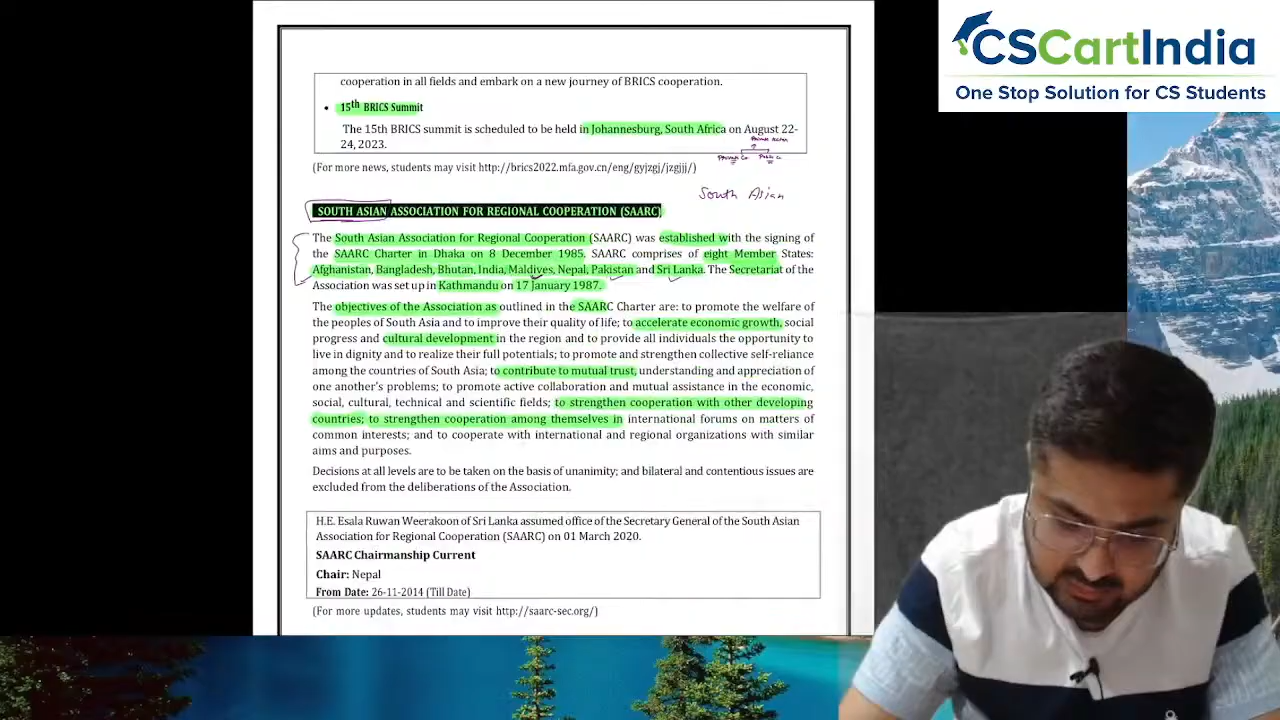 CSCartIndia
One Stop Solution for CS Students
cooperation in all fields and embark on a new journey of BRICS cooperation.
• 15th BRICS Summit
The 15th BRICS summit is scheduled to be held in Johannesburg, South Africa on August 22-
24, 2023.
(For more news, students may visit http://brics2022.mfa.gov.cn/eng/gyjzgj/jzgjjj/)
South Asian
SOUTH ASIAN ASSOCIATION FOR REGIONAL COOPERATION (SAARC)
The South Asian Association for Regional Cooperation (SAARC) was established with the signing of
the SAARC Charter in Dhaka on 8 December 1985. SAARC comprises of eight Member States:
Afghanistan, Bangladesh, Bhutan, India, Maldives, Nepal, Pakistan and Sri Lanka. The Secretariat of the
Association was set up in Kathmandu on 17 January 1987.
The objectives of the Association as outlined in the SAARC Charter are: to promote the welfare of
the peoples of South Asia and to improve their quality of life; to accelerate economic growth, social
progress and cultural development in the region and to provide all individuals the opportunity to
live in dignity and to realize their full potentials; to promote and strengthen collective self-reliance
among the countries of South Asia; to contribute to mutual trust, understanding and appreciation of
one another's problems; to promote active collaboration and mutual assistance in the economic,
social, cultural, technical and scientific fields; to strengthen cooperation with other developing
countries; to strengthen cooperation among themselves in international forums on matters of
common interests; and to cooperate with international and regional organizations with similar
aims and purposes.
Decisions at all levels are to be taken on the basis of unanimity; and bilateral and contentious issues are
excluded from the deliberations of the Association.
H.E. Esala Ruwan Weerakoon of Sri Lanka assumed office of the Secretary General of the South Asian
Association for Regional Cooperation (SAARC) on 01 March 2020.
SAARC Chairmanship Current
Chair: Nepal
From Date: 26-11-2014 (Till Date)
(For more updates, students may visit http://saarc-sec.org/)